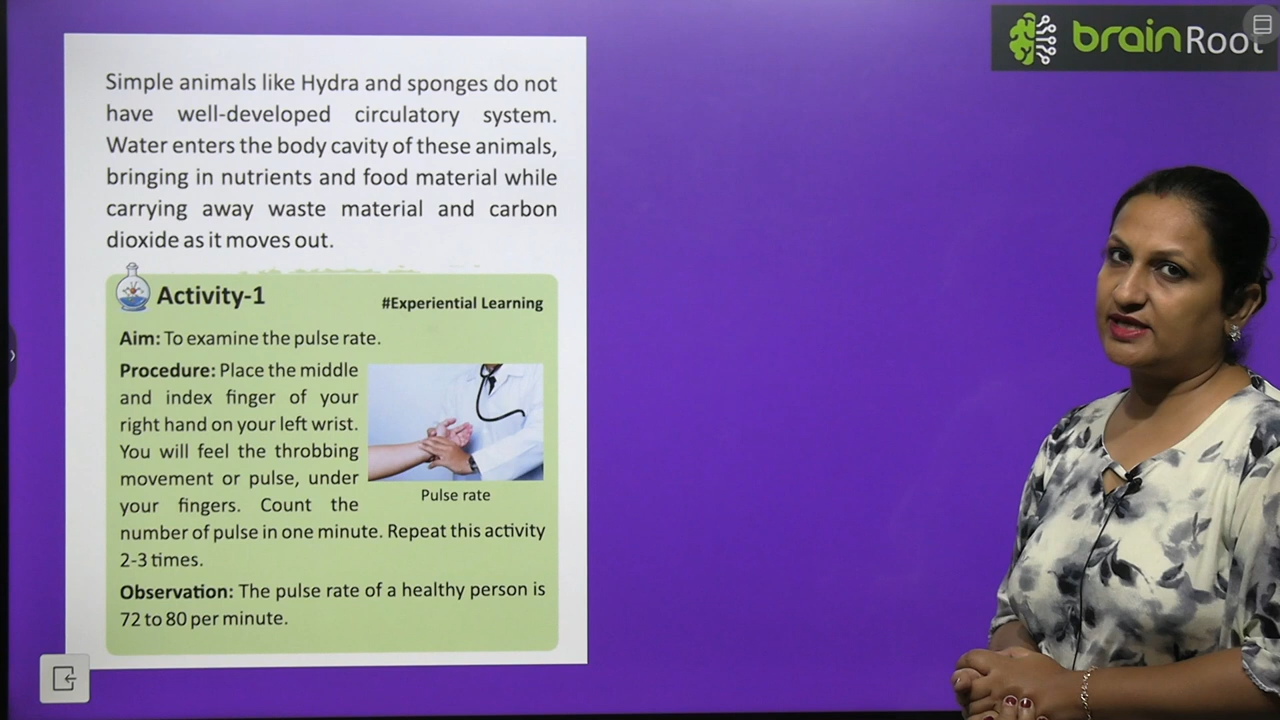 brainRoot
Simple animals like Hydra and sponges do not
have well-developed circulatory system.
Water enters the body cavity of these animals,
bringing in nutrients and food material while
carrying away waste material and carbon
dioxide as it moves out.
Activity-1
#Experiential Learning
Aim: To examine the pulse rate.
Procedure: Place the middle
and index finger of your
right hand on your left wrist.
You will feel the throbbing
movement or pulse, under
your fingers. Count the
number of pulse in one minute. Repeat this activity
2-3 times.
Pulse rate
Observation: The pulse rate of a healthy person is
72 to 80 per minute.